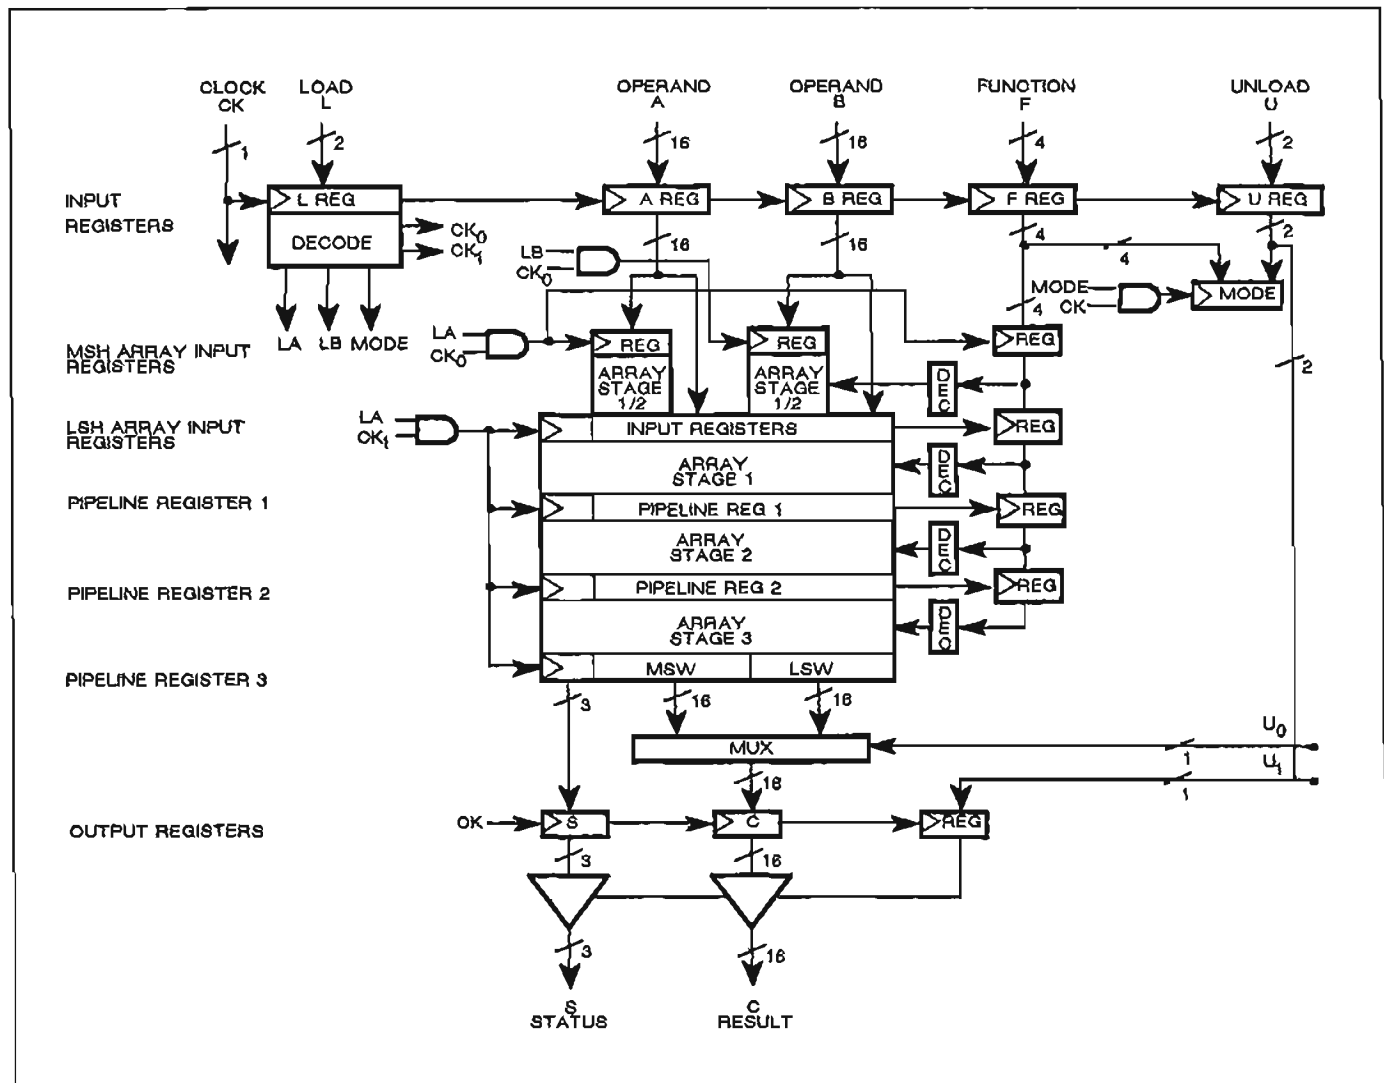 CLOCK
CK
LOAD
L
OPERAND
A
OPERAND
B
FUNCTION
F
UNLOAD
U
1
2
16
16
4
2
INPUT
REGISTERS
L REG
A REG
B REG
F REG
U REG
DECODE
CK0
CK1
16
16
4
2
LB
CK0
4
MODE
CK
MODE
LA
LB
MODE
LA
CK0
4
REG
REG
REG
MSH ARRAY INPUT
REGISTERS
ARRAY
STAGE
1/2
ARRAY
STAGE
1/2
DEC
2
LSH ARRAY INPUT
REGISTERS
LA
CK1
INPUT REGISTERS
REG
ARRAY
STAGE 1
DEC
PIPELINE REGISTER 1
PIPELINE REG 1
REG
ARRAY
STAGE 2
DEC
PIPELINE REGISTER 2
PIPELINE REG 2
REG
ARRAY
STAGE 3
DEC
PIPELINE REGISTER 3
MSW
LSW
3
16
16
MUX
U0
1
U1
1
16
OUTPUT REGISTERS
CK
S
C
REG
3
16
3
16
S
STATUS
C
RESULT